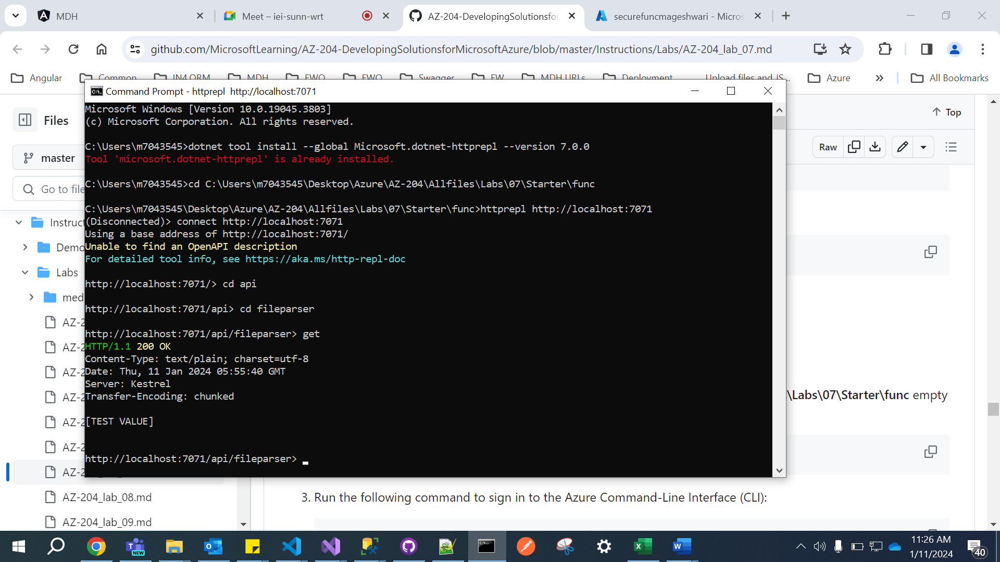 MDH
Meet – iei-sunn-wrt
AZ-204-DevelopingSolutionsfor
securefuncmageshwari - Micros
github.com/MicrosoftLearning/AZ-204-DevelopingSolutionsforMicrosoftAzure/blob/master/Instructions/Labs/AZ-204_lab_07.md
Angular
Common
IN4 ORM
MDH
EWO
EWO
Swagger
EW
MDH URLs
Deployment
Upload files and JS...
Azure
All Bookmarks
Command Prompt - httprepl  http://localhost:7071
Microsoft Windows [Version 10.0.19045.3803]
(c) Microsoft Corporation. All rights reserved.
C:\Users\m7043545>dotnet tool install --global Microsoft.dotnet-httprepl --version 7.0.0
Tool 'microsoft.dotnet-httprepl' is already installed.
C:\Users\m7043545>cd C:\Users\m7043545\Desktop\Azure\AZ-204\Allfiles\Labs\07\Starter\func
C:\Users\m7043545\Desktop\Azure\AZ-204\Allfiles\Labs\07\Starter\func>httprepl http://localhost:7071
(Disconnected)> connect http://localhost:7071
Using a base address of http://localhost:7071/
Unable to find an OpenAPI description
For detailed tool info, see https://aka.ms/http-repl-doc
http://localhost:7071/> cd api
http://localhost:7071/api> cd fileparser
http://localhost:7071/api/fileparser> get
HTTP/1.1 200 OK
Content-Type: text/plain; charset=utf-8
Date: Thu, 11 Jan 2024 05:55:40 GMT
Server: Kestrel
Transfer-Encoding: chunked
[TEST VALUE]
http://localhost:7071/api/fileparser>
Files
master
Go to file
Instruct
Demo
Labs
med
AZ-2
AZ-2
AZ-2
AZ-2
AZ-2
AZ-2
AZ-2
AZ-204_lab_08.md
AZ-204_lab_09.md
Top
Raw
\Labs\07\Starter\func empty
3. Run the following command to sign in to the Azure Command-Line Interface (CLI):
NEW
11:26 AM
1/11/2024
40